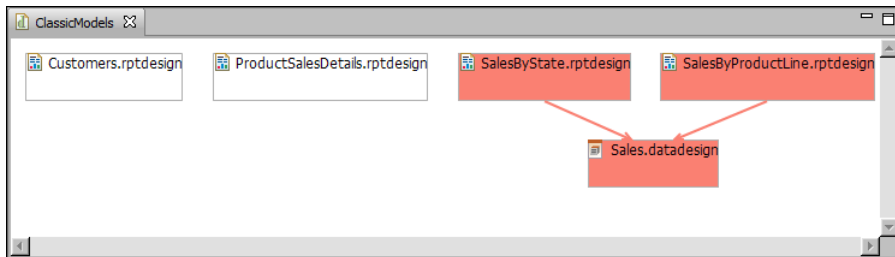 ClassicModels
Customers.rptdesign
ProductSalesDetails.rptdesign
SalesByState.rptdesign
SalesByProductLine.rptdesign
Sales.datadesign